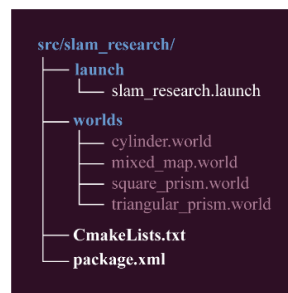 src/slam_research/
launch
slam_research.launch
worlds
cylinder.world
mixed_map.world
square_prism.world
triangular_prism.world
CmakeLists.txt
package.xml